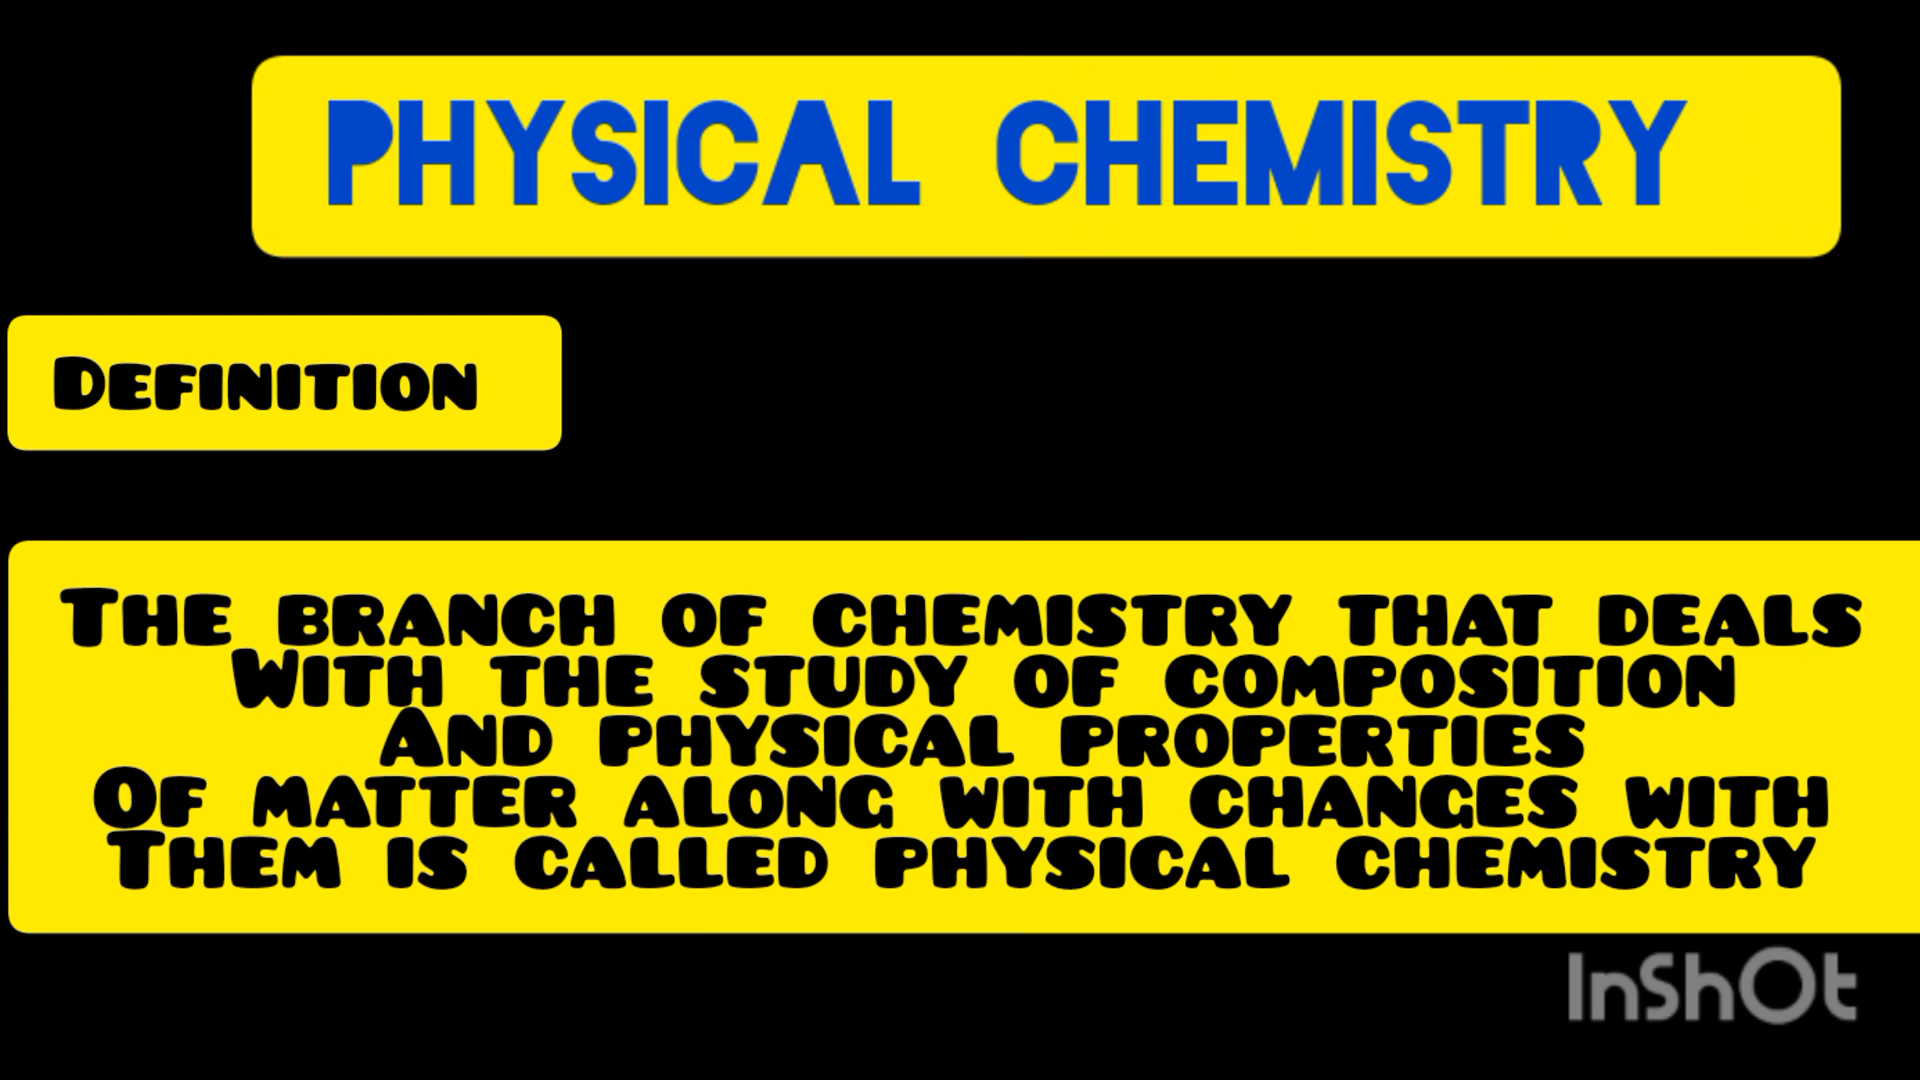 PHYSICAL CHEMISTRY
DEFINITION
THE BRANCH OF CHEMISTRY THAT DEALS
WITH THE STUDY OF COMPOSITION
AND PHYSICAL PROPERTIES
OF MATTER ALONG WITH CHANGES WITH
THEM IS CALLED PHYSICAL CHEMISTRY
InShOt